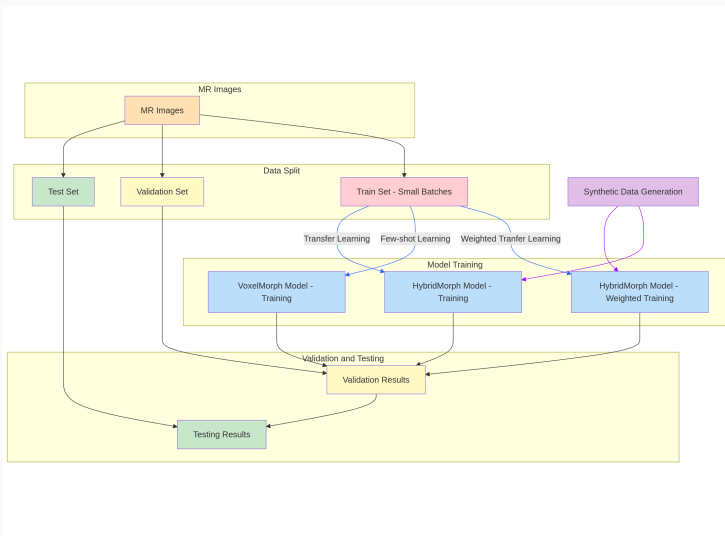 MR Images
MR Images
Data Split
Test Set
Validation Set
Train Set - Small Batches
Synthetic Data Generation
Transfer Learning
Few-shot Learning
Weighted Tranfer Learning
Model Training
VoxelMorph Model -
Training
HybridMorph Model -
Training
HybridMorph Model -
Weighted Training
Validation and Testing
Validation Results
Testing Results